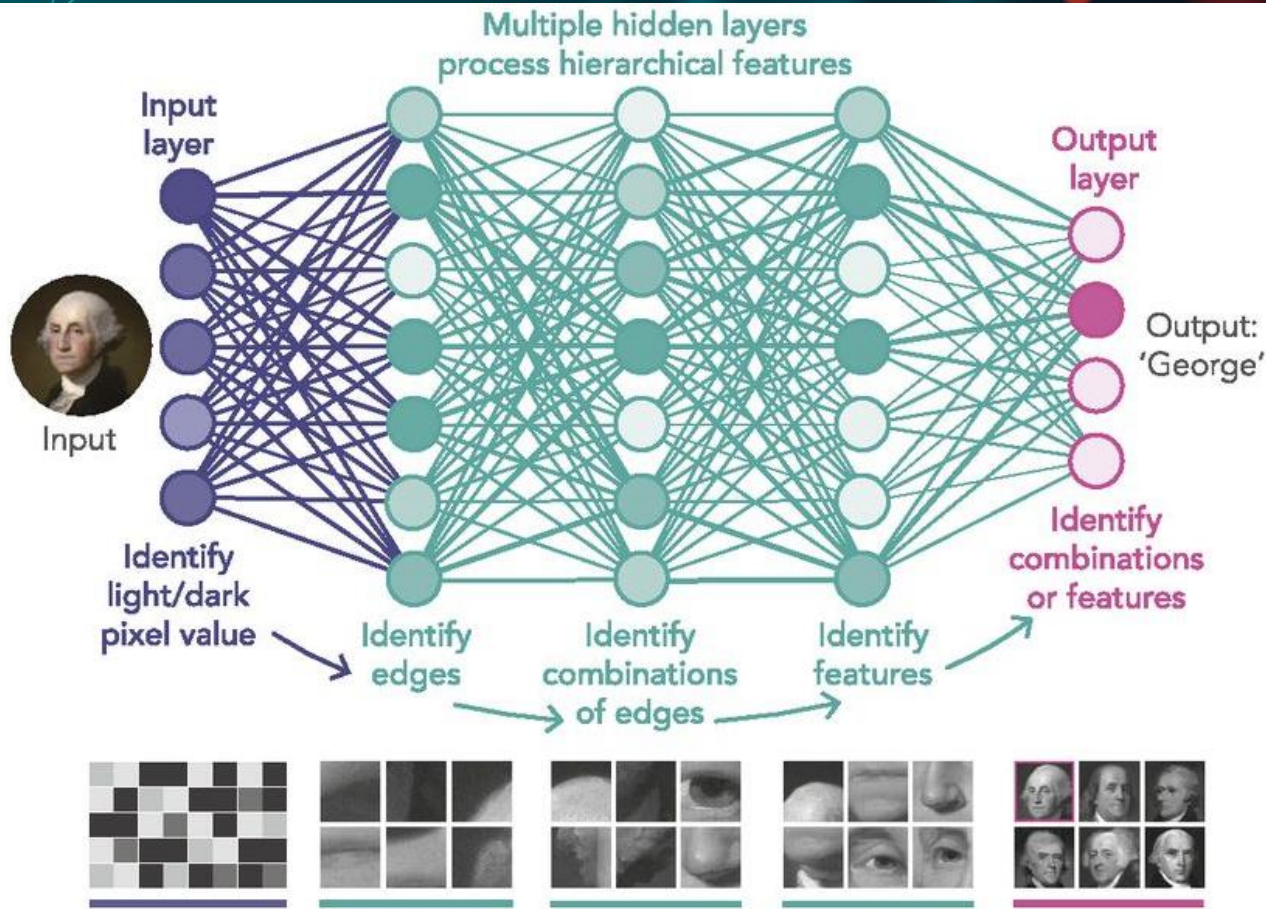 Multiple hidden layers
process hierarchical features
Input
layer
Output
layer
Input
Output:
'George'
Identify
light/dark
pixel value
Identify
edges
Identify
combinations
of edges
Identify
features
Identify
combinations
or features